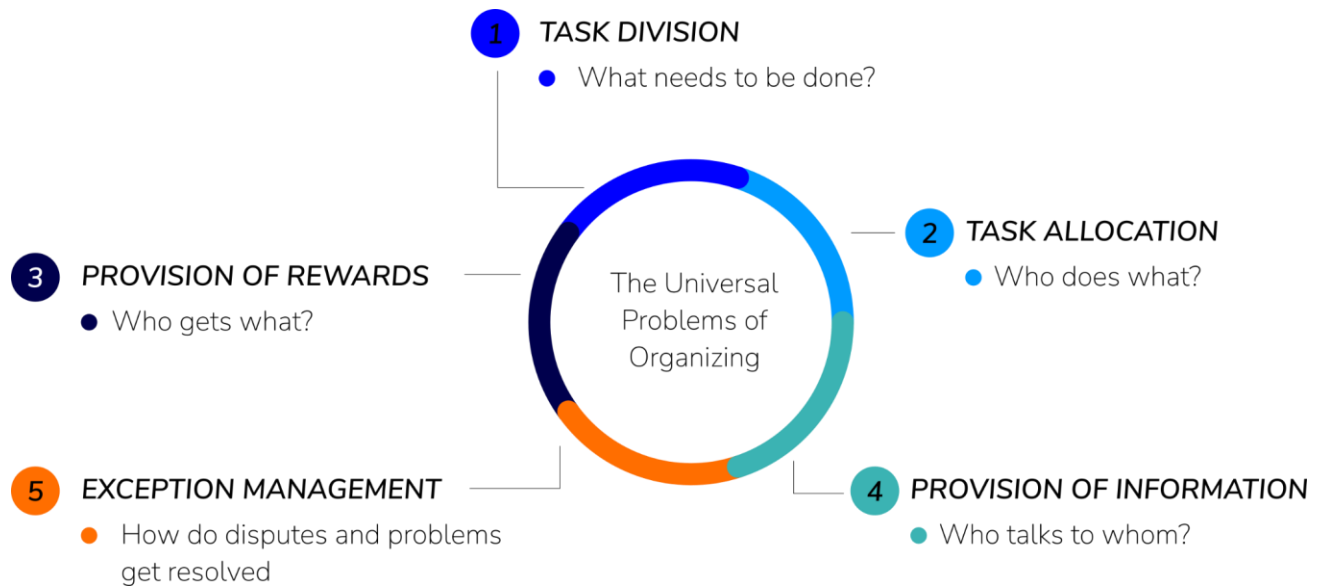 1 TASK DIVISION
What needs to be done?
2 TASK ALLOCATION
Who does what?
3 PROVISION OF REWARDS
Who gets what?
The Universal
Problems of
Organizing
4 PROVISION OF INFORMATION
Who talks to whom?
5 EXCEPTION MANAGEMENT
How do disputes and problems
get resolved